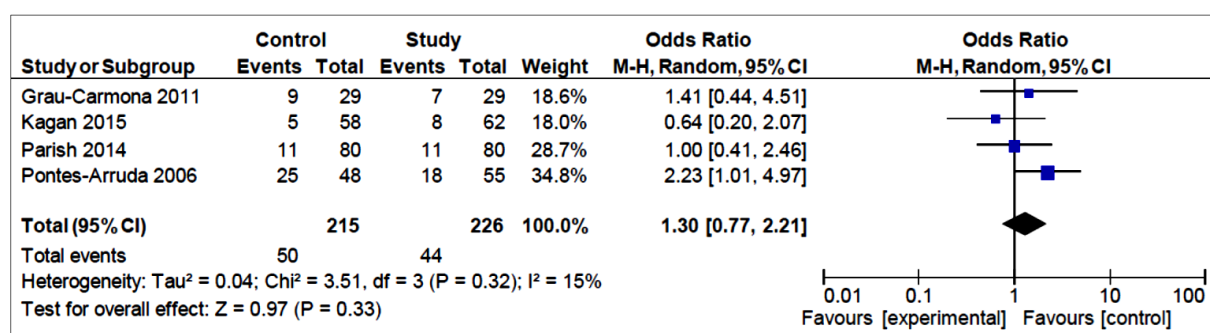 Control Study Odds Ratio Odds Ratio
Study or Subgroup Events Total Events Total Weight M-H, Random, 95% CI M-H, Random, 95% CI
Grau-Carmona 2011 9 29 7 29 18.6% 1.41 [0.44, 4.51]
Kagan 2015 5 58 8 62 18.0% 0.64 [0.20, 2.07]
Parish 2014 11 80 11 80 28.7% 1.00 [0.41, 2.46]
Pontes-Arruda 2006 25 48 18 55 34.8% 2.23 [1.01, 4.97]
Total (95% CI) 215 226 100.0% 1.30 [0.77, 2.21]
Total events 50 44
Heterogeneity: Tau² = 0.04; Chi² = 3.51, df = 3 (P = 0.32); I² = 15%
Test for overall effect: Z = 0.97 (P = 0.33)
0.01 0.1 1 10 100
Favours [experimental] Favours [control]